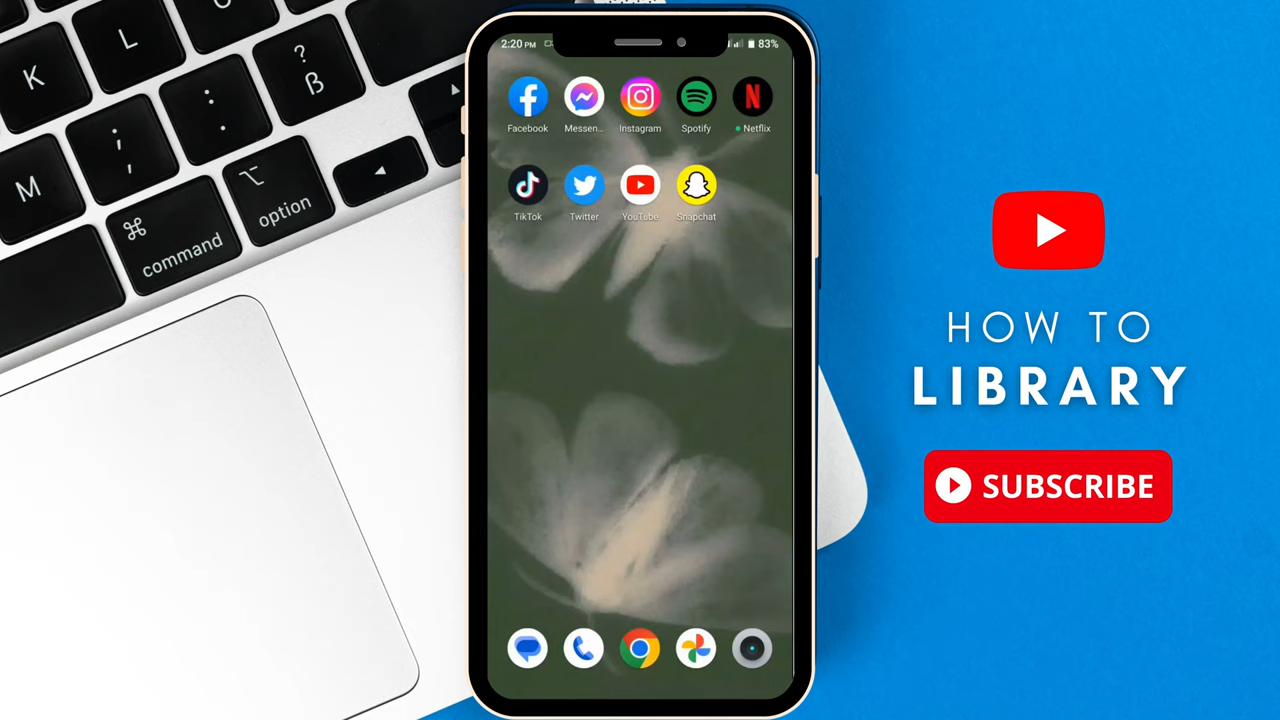 K
L
?
ß
:
;
M
⌘
command
⌥
option
2:20 PM
83%
Facebook
Messen...
Instagram
Spotify
Netflix
TikTok
Twitter
YouTube
Snapchat
HOW TO
LIBRARY
SUBSCRIBE